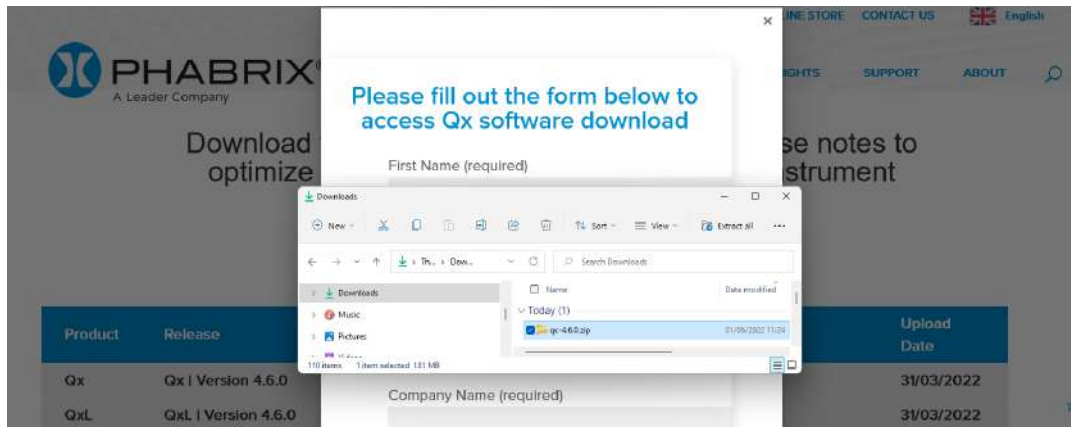 LINE STORE
CONTACT US
English
PHABRIX®
A Leader Company
IGHTS
SUPPORT
ABOUT
Please fill out the form below to
access Qx software download
Download
se notes to
optimize
strument
First Name (required)
Downloads
New
Sort
View
Extract all
Th...
Dow...
Search Downloads
Downloads
Music
Pictures
Name
Date modified
Today (1)
qx-4.6.0.zip
01/06/2022 11:24
110 items
1 item selected 181 MB
Product
Release
Upload
Date
Qx
Qx | Version 4.6.0
31/03/2022
QxL
QxL | Version 4.6.0
31/03/2022
Company Name (required)